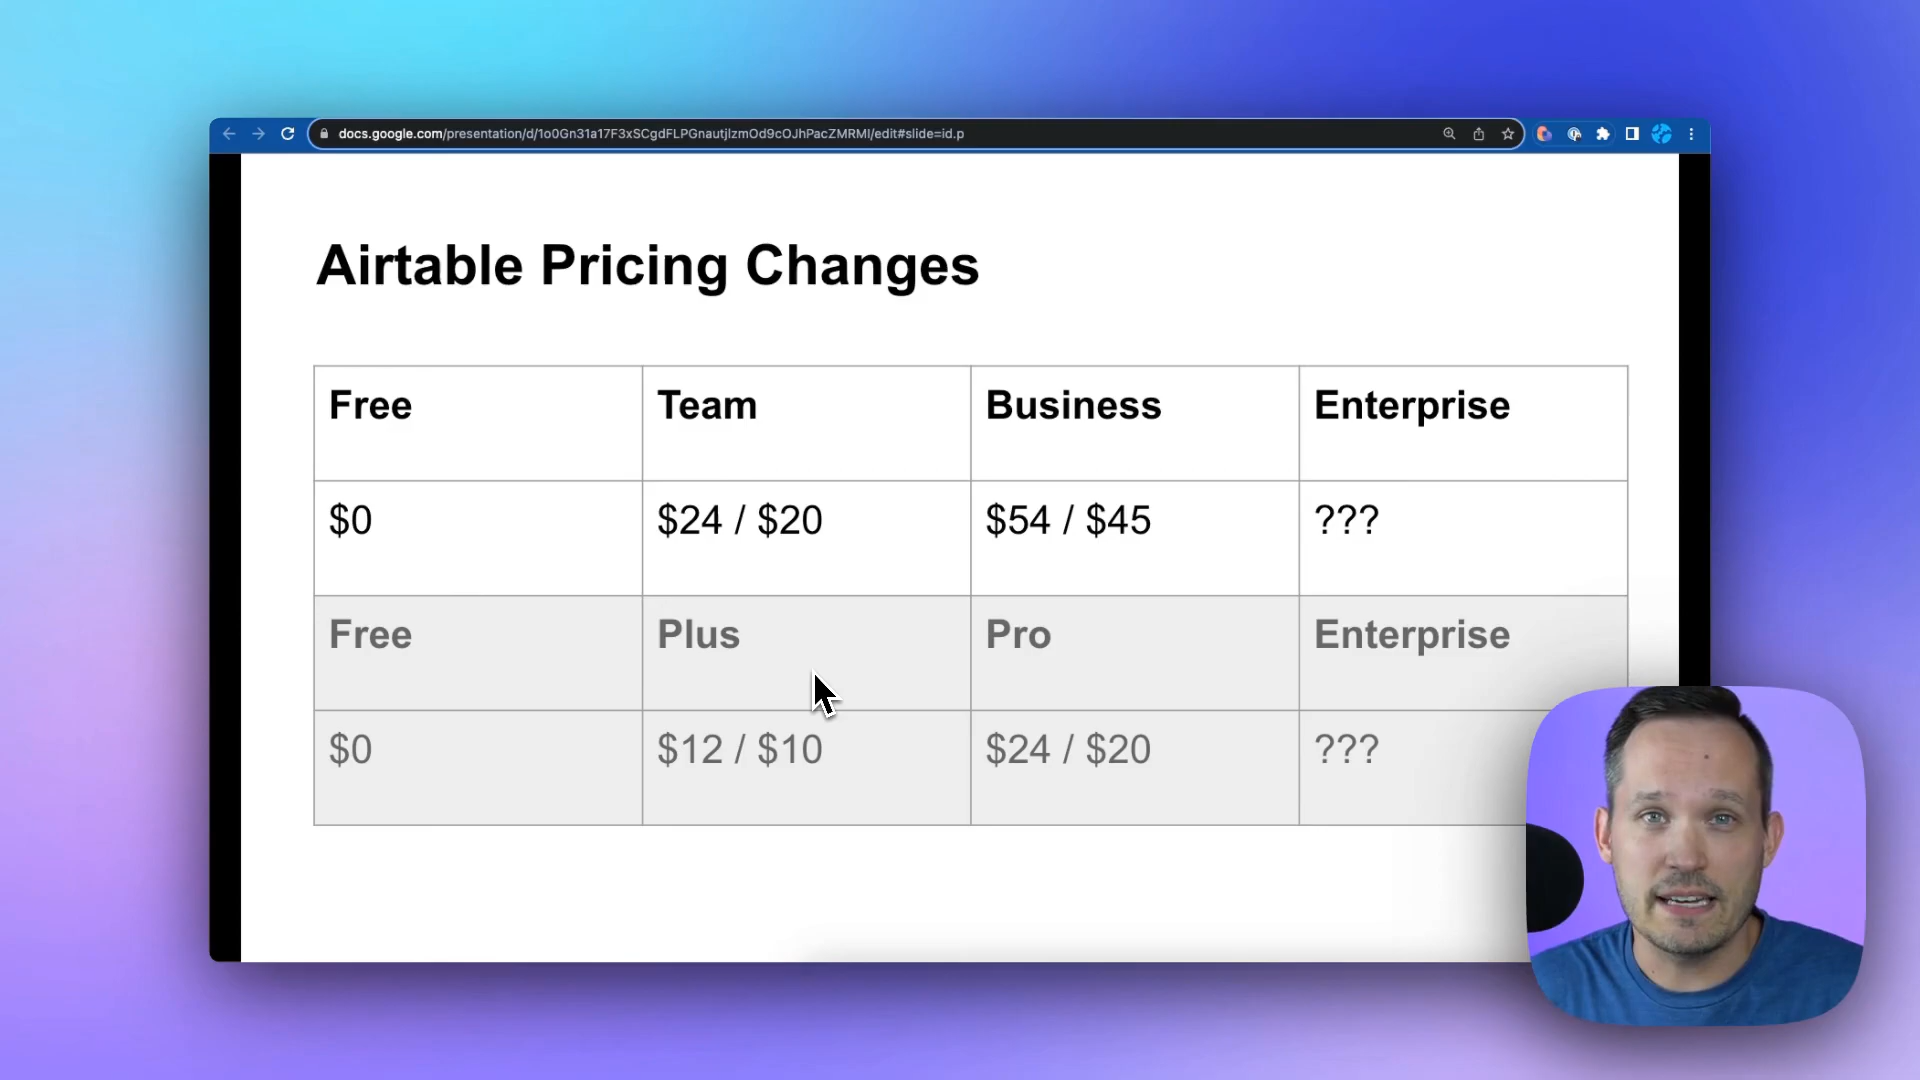 docs.google.com/presentation/d/1o0Gn31a17F3xSCgdFLPGnautjlzmOd9cOJhPacZMRMI/edit#slide=id.p
Airtable Pricing Changes
Free Team Business Enterprise
$0 $24 / $20 $54 / $45 ???
Free Plus Pro Enterprise
$0 $12 / $10 $24 / $20 ???